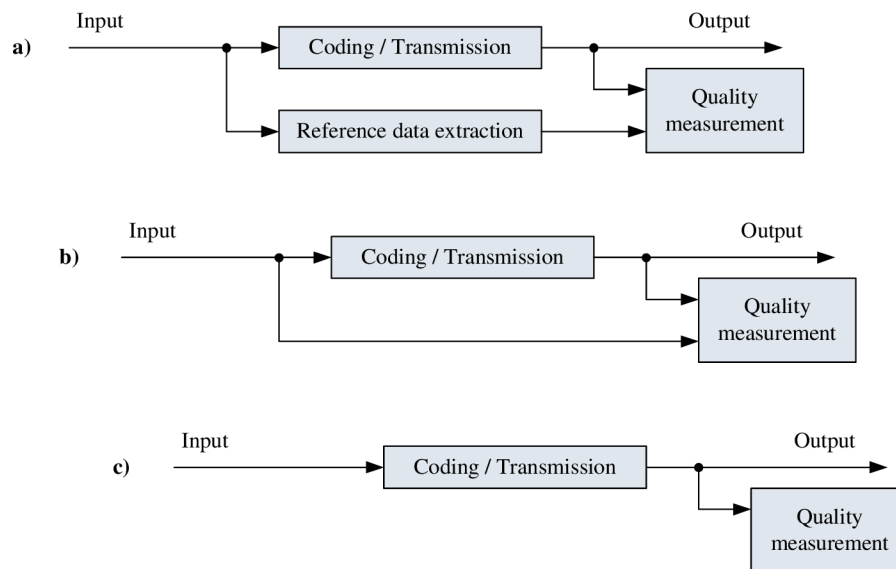 Input
Output
a)
Coding / Transmission
Quality
measurement
Reference data extraction
Input
Output
b)
Coding / Transmission
Quality
measurement
Input
Output
c)
Coding / Transmission
Quality
measurement